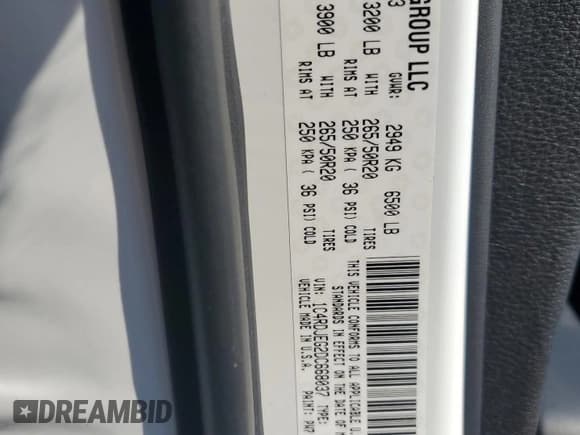 GROUP LLC
3
GVWR: 2949 KG 6500 LB
3200 LB WITH 265/50R20 TIRES
RIMS AT 250 KPA ( 36 PSI) COLD
3900 LB WITH 265/50R20 TIRES
RIMS AT 250 KPA ( 36 PSI) COLD
THIS VEHICLE CONFORMS TO ALL APPLICABLE U.
STANDARDS IN EFFECT ON THE DATE OF M
VIN: 1C4RDJEG2DC668037 TYPE:
VEHICLE MADE IN U.S.A. PAINT: PW7
DREAMBID